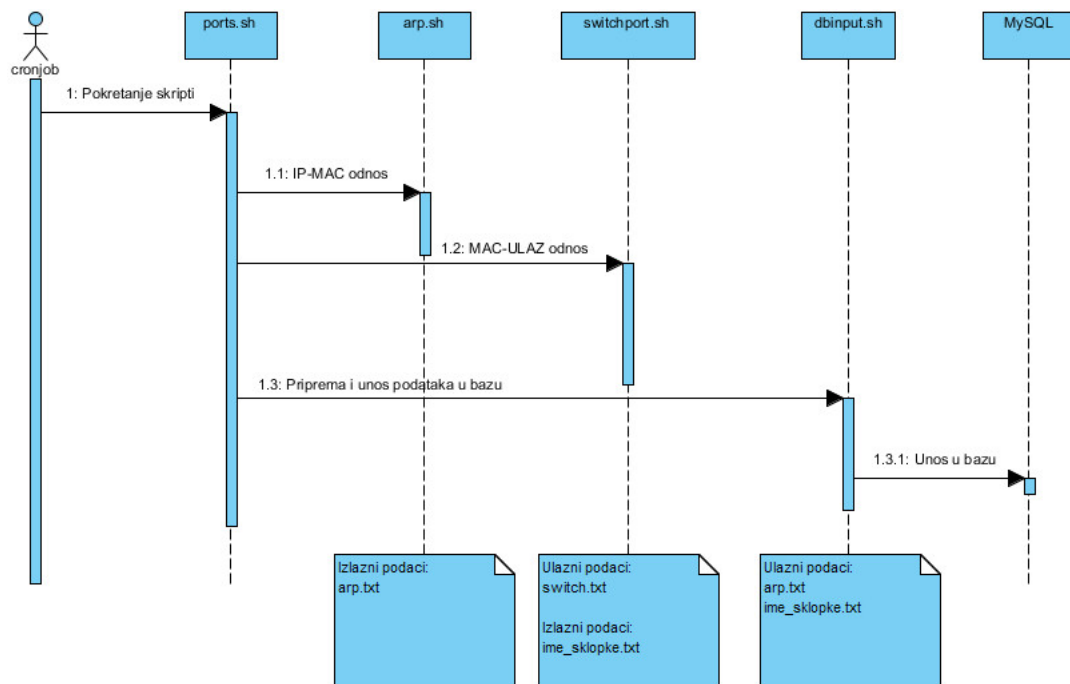 ports.sh
arp.sh
switchport.sh
dbinput.sh
MySQL
cronjob
1: Pokretanje skripti
1.1: IP-MAC odnos
1.2: MAC-ULAZ odnos
1.3: Priprema i unos podataka u bazu
1.3.1: Unos u bazu
Izlazni podaci:
arp.txt
Ulazni podaci:
switch.txt
Izlazni podaci:
ime_sklopke.txt
Ulazni podaci:
arp.txt
ime_sklopke.txt